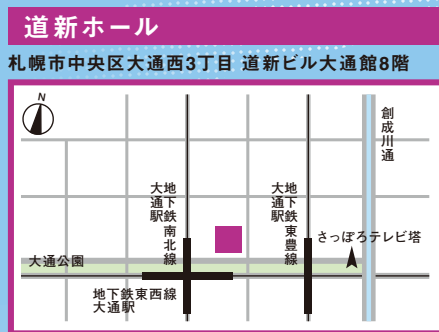 道新ホール
札幌市中央区大通西3丁目 道新ビル大通館8階
N
創成川通
地下鉄南北線
大通駅
地下鉄東豊線
大通駅
さっぽろテレビ塔
大通公園
地下鉄東西線
大通駅